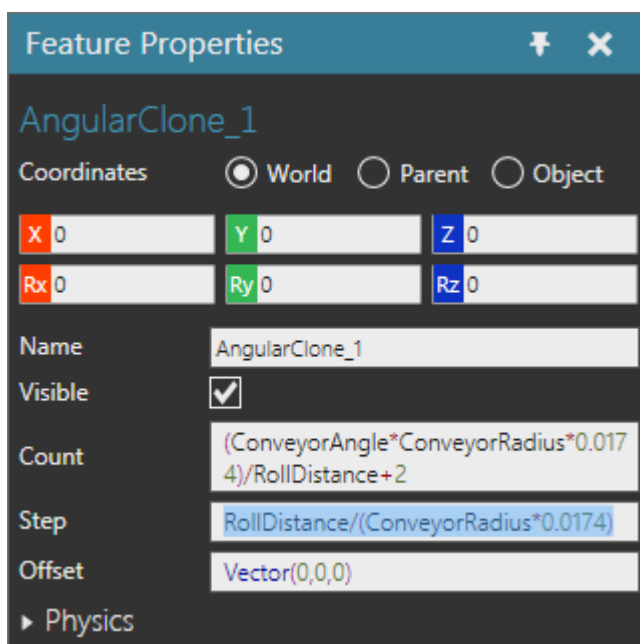 Feature Properties
AngularClone_1
Coordinates World Parent Object
X 0 Y 0 Z 0
Rx 0 Ry 0 Rz 0
Name AngularClone_1
Visible
Count (ConveyorAngle*ConveyorRadius*0.017
4)/RollDistance+2
Step RollDistance/(ConveyorRadius*0.0174)
Offset Vector(0,0,0)
Physics